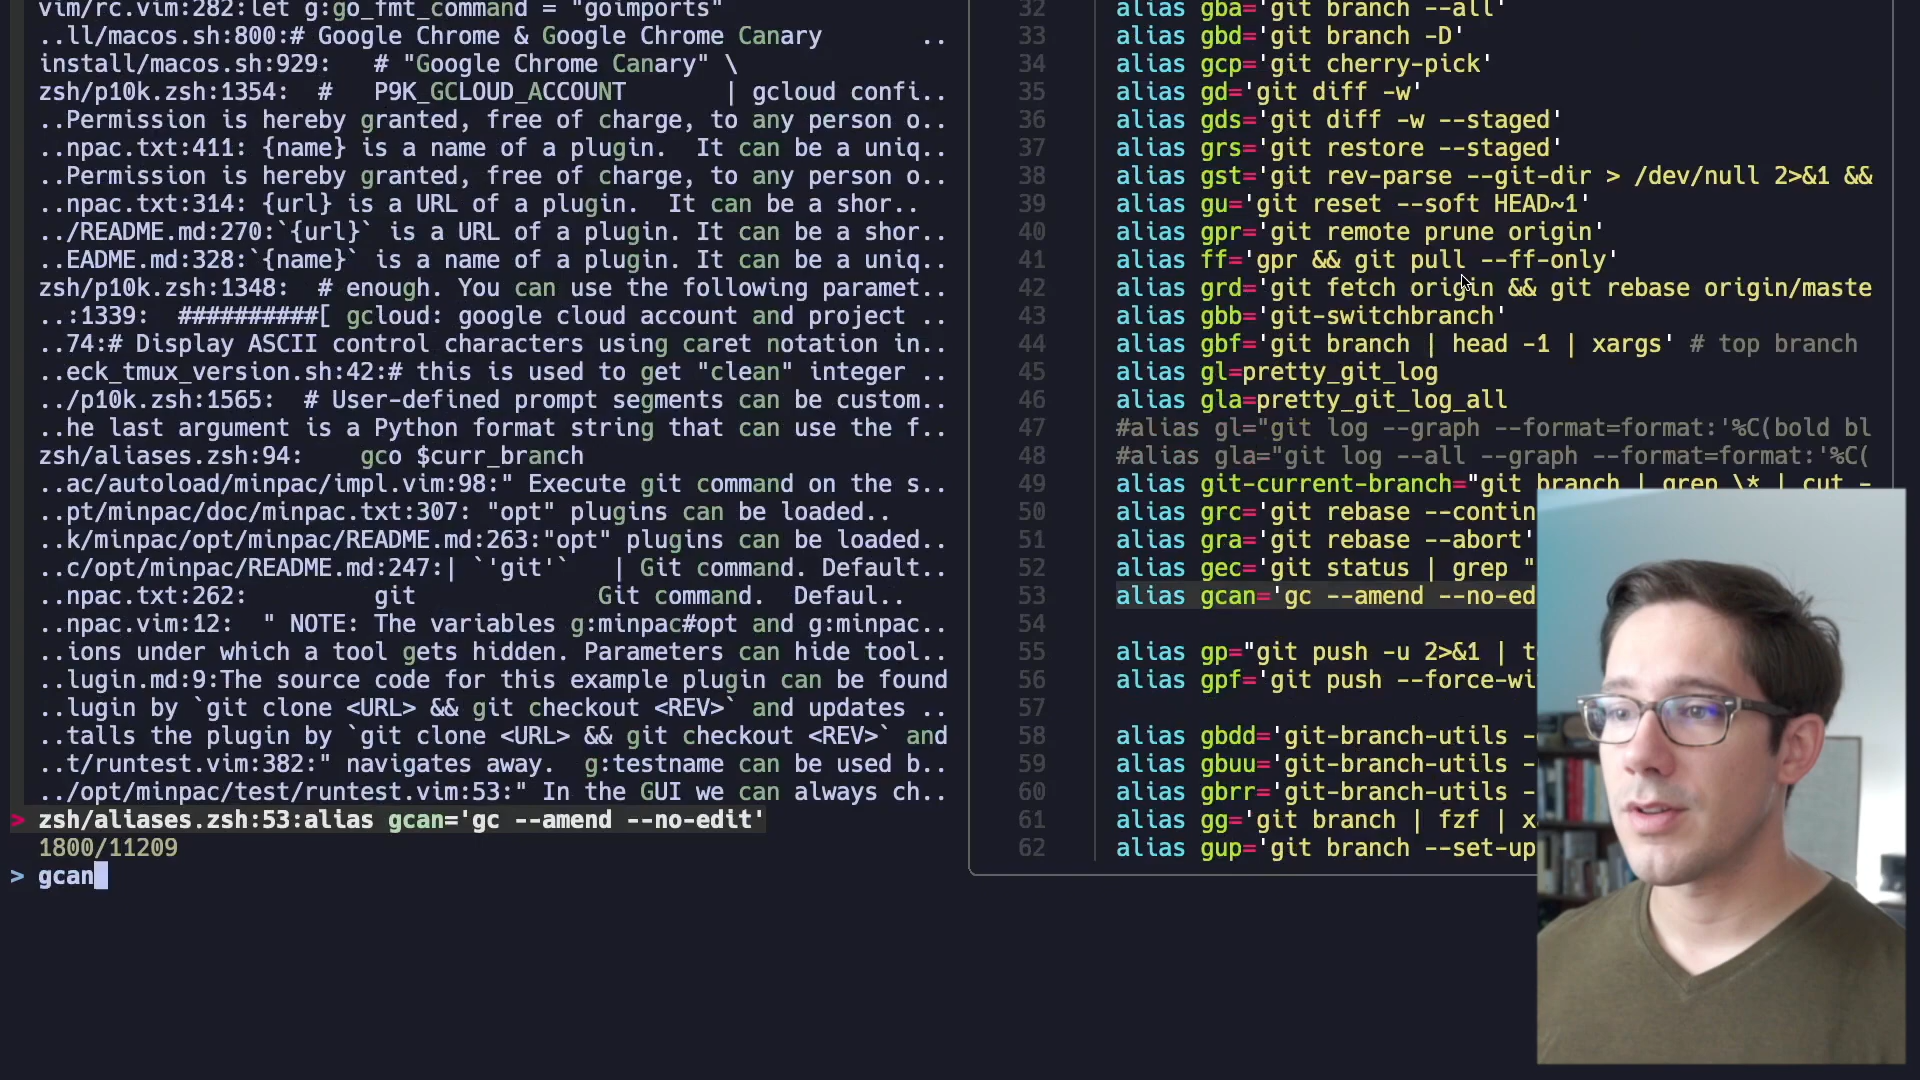 vim/rc.vim:282:let g:go_fmt_command = "goimports"
..ll/macos.sh:800:# Google Chrome & Google Chrome Canary ..
install/macos.sh:929: # "Google Chrome Canary" \
zsh/p10k.zsh:1354: # P9K_GCLOUD_ACCOUNT | gcloud confi..
..Permission is hereby granted, free of charge, to any person o..
..npac.txt:411: {name} is a name of a plugin. It can be a uniq..
..Permission is hereby granted, free of charge, to any person o..
..npac.txt:314: {url} is a URL of a plugin. It can be a shor..
../README.md:270:`{url}` is a URL of a plugin. It can be a shor..
..EADME.md:328:`{name}` is a name of a plugin. It can be a uniq..
zsh/p10k.zsh:1348: # enough. You can use the following paramet..
..:1339: ##########[ gcloud: google cloud account and project ..
..74:# Display ASCII control characters using caret notation in..
..eck_tmux_version.sh:42:# this is used to get "clean" integer ..
../p10k.zsh:1565: # User-defined prompt segments can be custom..
..he last argument is a Python format string that can use the f..
zsh/aliases.zsh:94: gco $curr_branch
..ac/autoload/minpac/impl.vim:98:" Execute git command on the s..
..pt/minpac/doc/minpac.txt:307: "opt" plugins can be loaded..
..k/minpac/opt/minpac/README.md:263:"opt" plugins can be loaded..
..c/opt/minpac/README.md:247:| `'git'` | Git command. Default..
..npac.txt:262: git Git command. Defaul..
..npac.vim:12: " NOTE: The variables g:minpac#opt and g:minpac..
..ions under which a tool gets hidden. Parameters can hide tool..
..lugin.md:9:The source code for this example plugin can be found
..lugin by `git clone <URL> && git checkout <REV>` and updates ..
..talls the plugin by `git clone <URL> && git checkout <REV>` and
..t/runtest.vim:382:" navigates away. g:testname can be used b..
../opt/minpac/test/runtest.vim:53:" In the GUI we can always ch..
> zsh/aliases.zsh:53:alias gcan='gc --amend --no-edit'
1800/11209
> gcan
32 alias gba='git branch --all'
33 alias gbd='git branch -D'
34 alias gcp='git cherry-pick'
35 alias gd='git diff -w'
36 alias gds='git diff -w --staged'
37 alias grs='git restore --staged'
38 alias gst='git rev-parse --git-dir > /dev/null 2>&1 &&
39 alias gu='git reset --soft HEAD~1'
40 alias gpr='git remote prune origin'
41 alias ff='gpr && git pull --ff-only'
42 alias grd='git fetch origin && git rebase origin/maste
43 alias gbb='git-switchbranch'
44 alias gbf='git branch | head -1 | xargs' # top branch
45 alias gl=pretty_git_log
46 alias gla=pretty_git_log_all
47 #alias gl="git log --graph --format=format:'%C(bold bl
48 #alias gla="git log --all --graph --format=format:'%C(
49 alias git-current-branch="git branch | grep \* | cut -
50 alias grc='git rebase --contin
51 alias gra='git rebase --abort'
52 alias gec='git status | grep "
53 alias gcan='gc --amend --no-ed
54
55 alias gp="git push -u 2>&1 | t
56 alias gpf='git push --force-wi
57
58 alias gbdd='git-branch-utils -
59 alias gbuu='git-branch-utils -
60 alias gbrr='git-branch-utils -
61 alias gg='git branch | fzf | x
62 alias gup='git branch --set-up